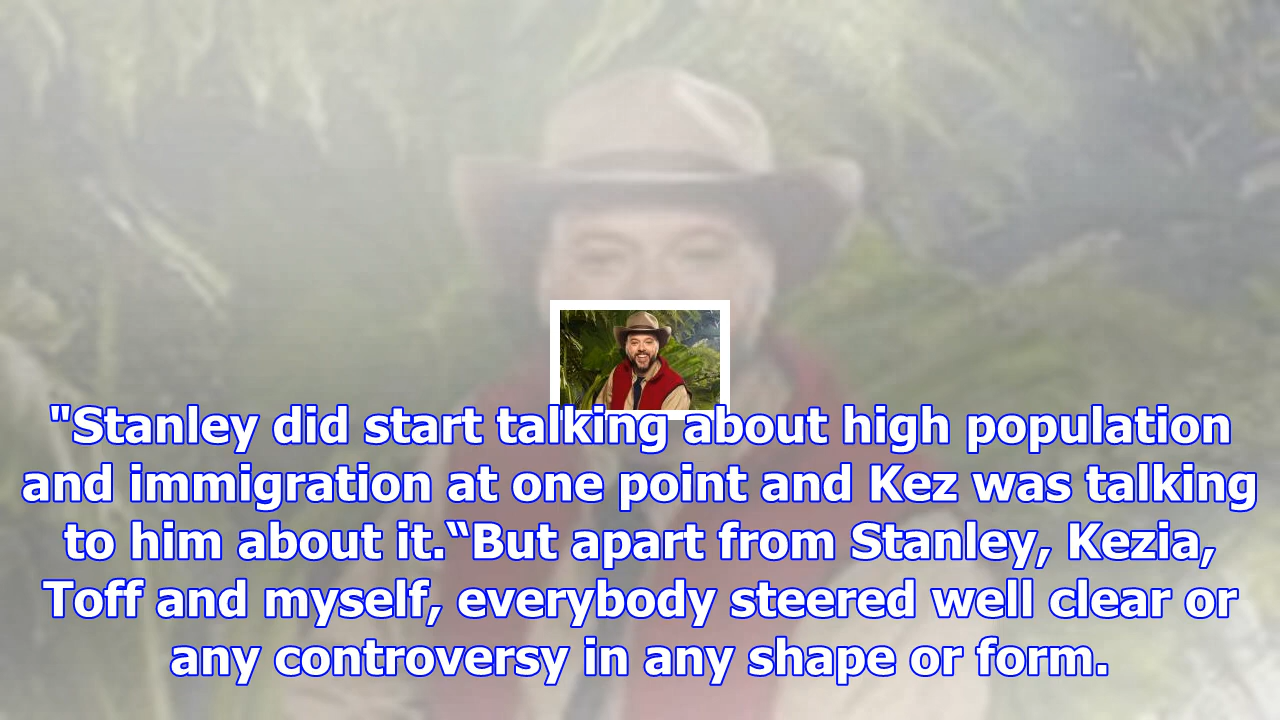 "Stanley did start talking about high population
and immigration at one point and Kez was talking
to him about it.“But apart from Stanley, Kezia,
Toff and myself, everybody steered well clear or
any controversy in any shape or form.